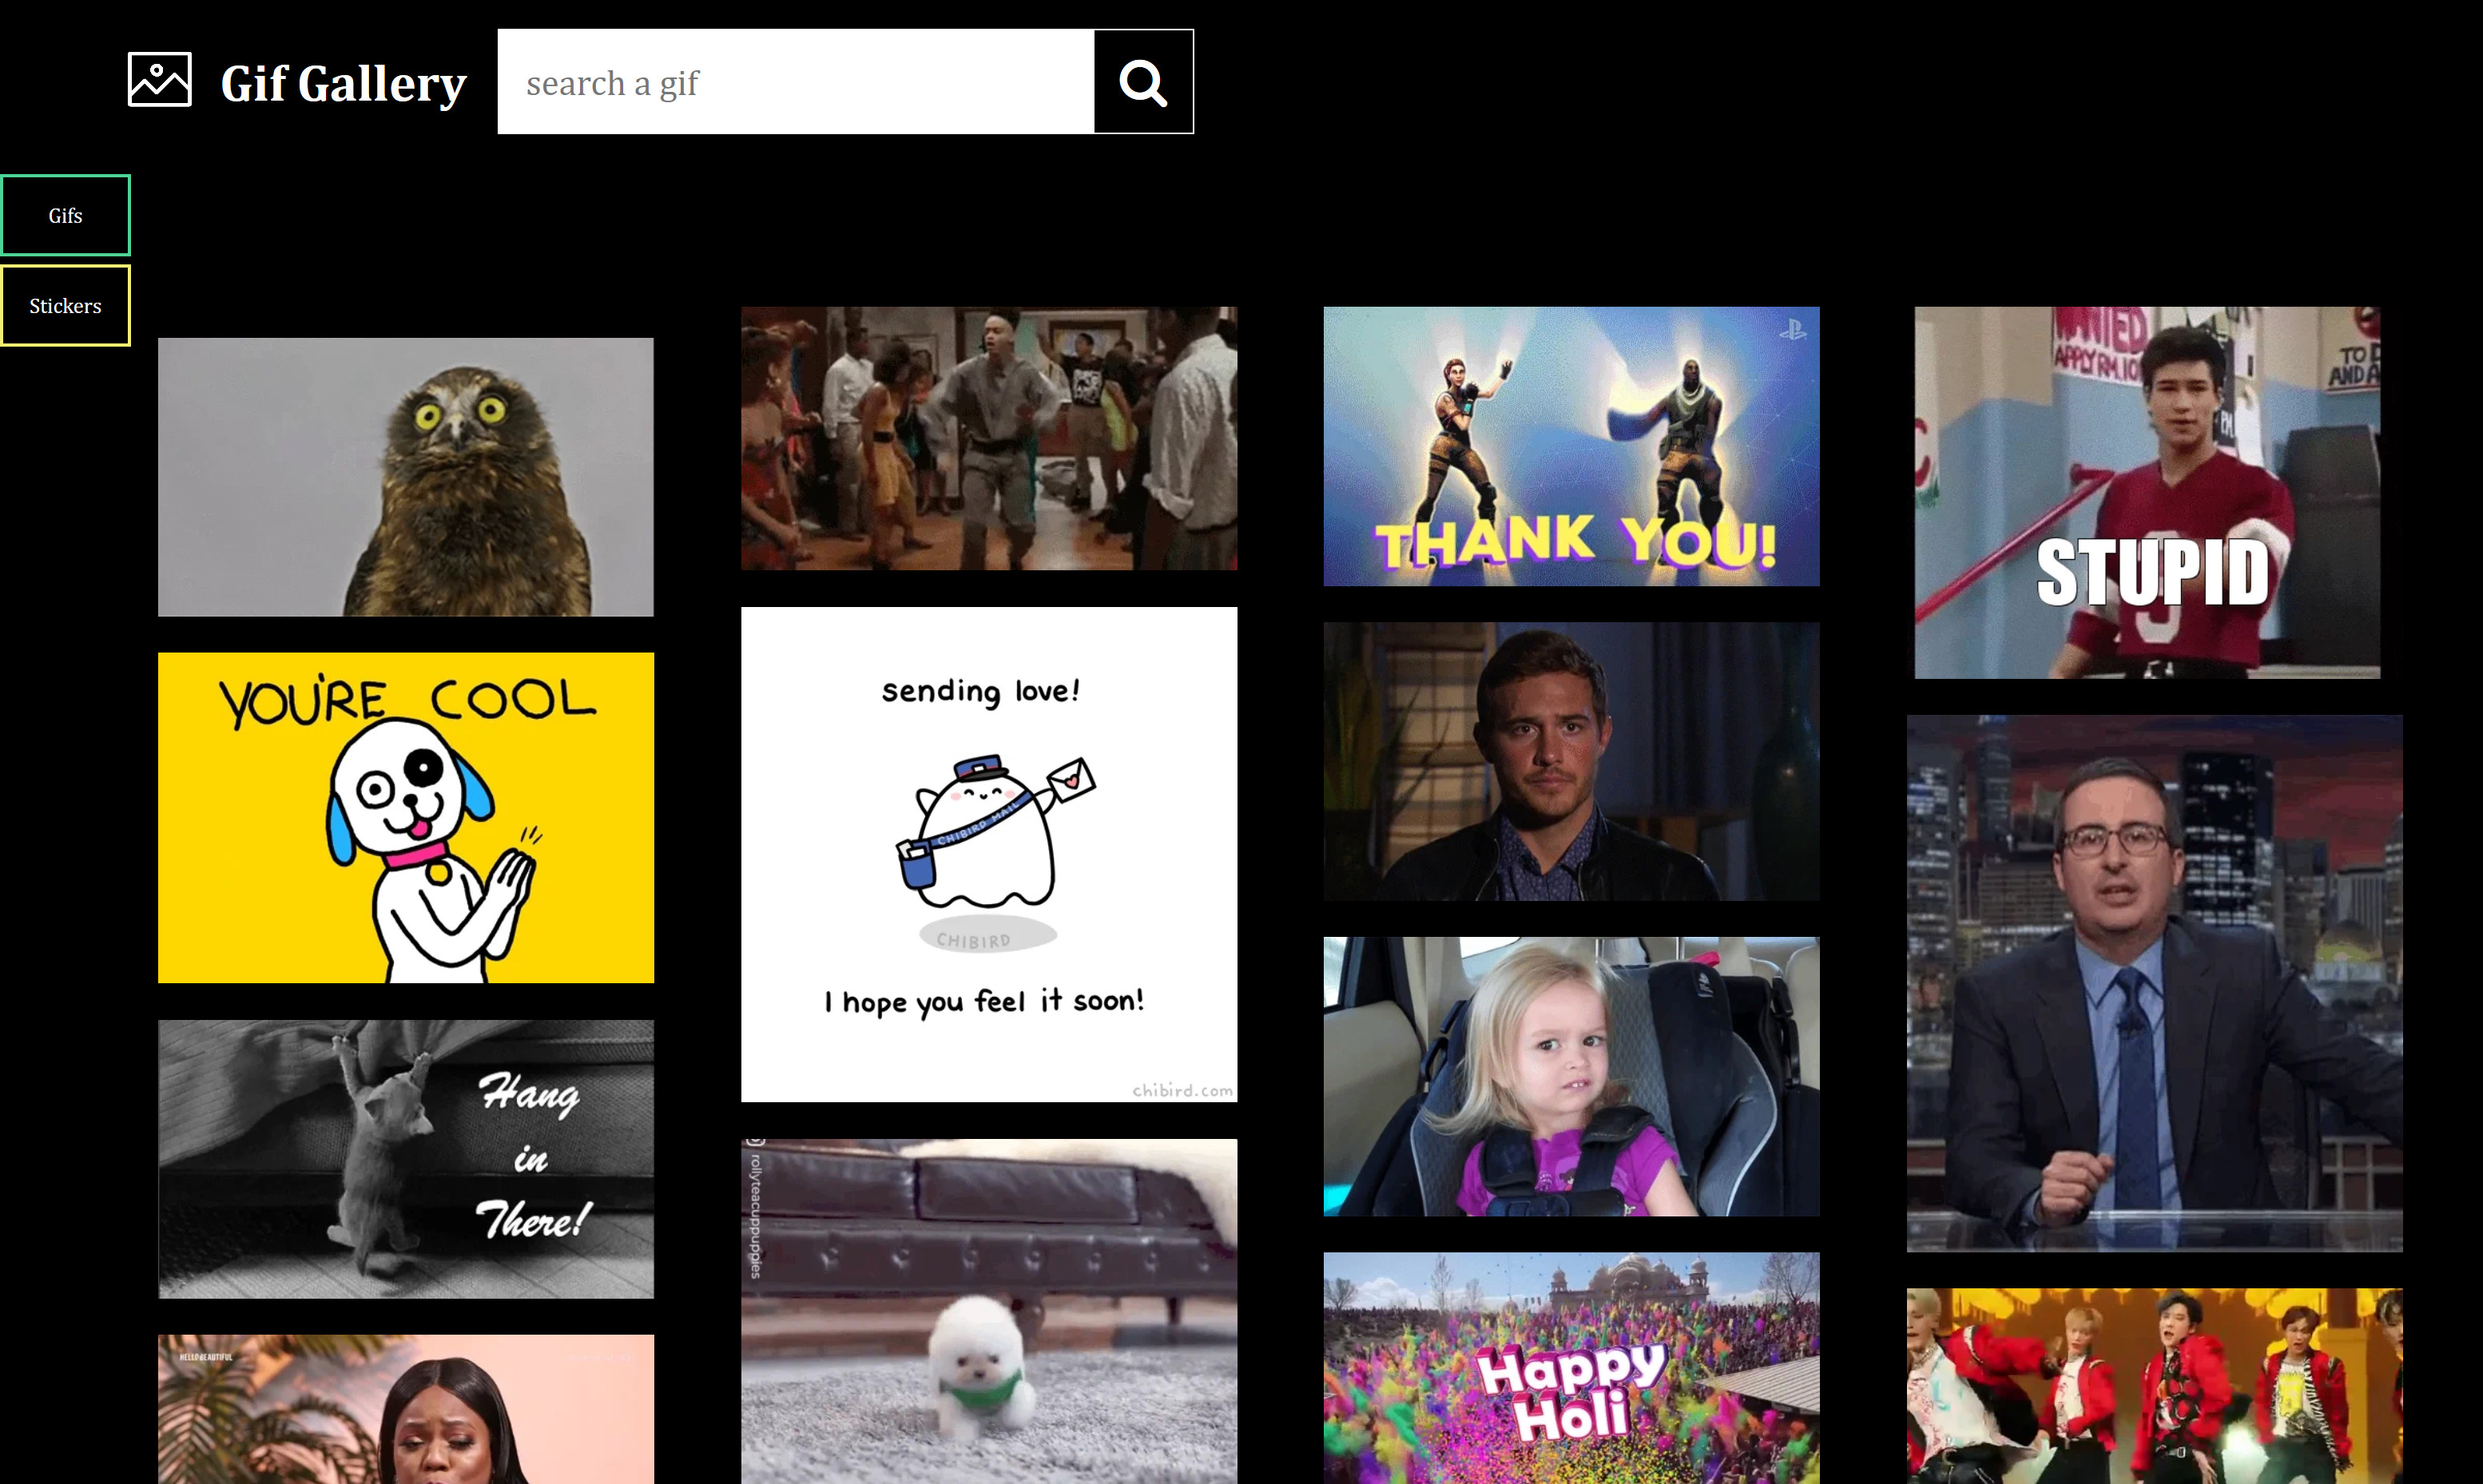 Gif Gallery
search a gif
Gifs
Stickers
YOU'RE COOL
Hang
in
There!
HELLO BEAUTIFUL
sending love!
CHIBIRD MAIL
CHIBIRD
I hope you feel it soon!
chibird.com
rollyteacuppuppies
THANK YOU!
Happy
Holi
WANTED
APPLY RM. 10
TO D
AND A
PM.
STUPID